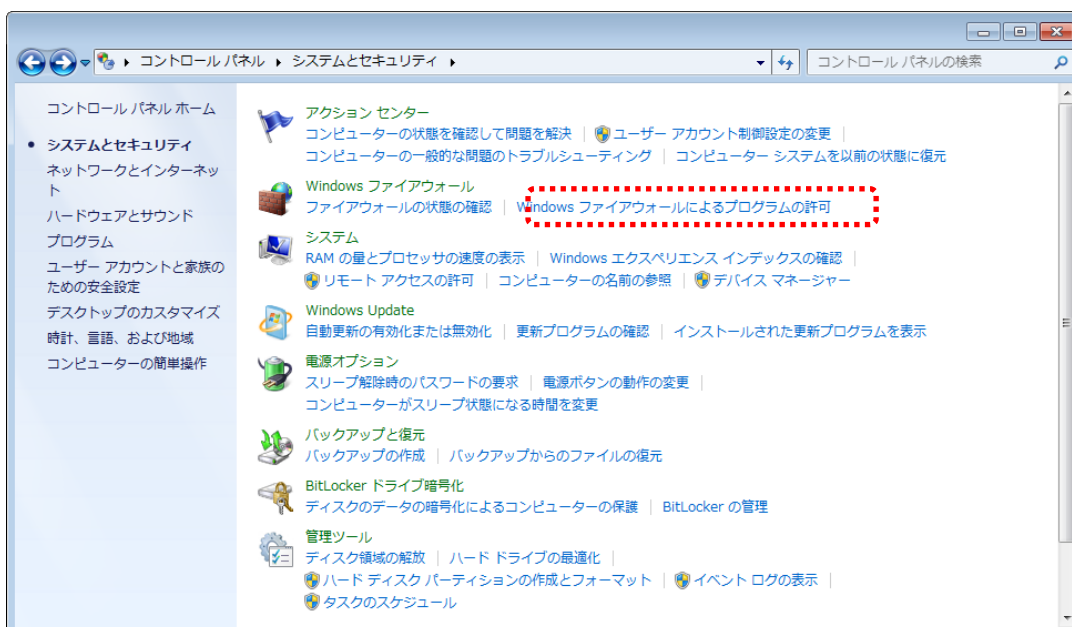 コントロール パネル ▸ システムとセキュリティ ▸
コントロール パネルの検索
コントロール パネル ホーム
システムとセキュリティ
ネットワークとインターネッ
ト
ハードウェアとサウンド
プログラム
ユーザー アカウントと家族の
ための安全設定
デスクトップのカスタマイズ
時計、言語、および地域
コンピューターの簡単操作
アクション センター
コンピューターの状態を確認して問題を解決 | ユーザー アカウント制御設定の変更 |
コンピューターの一般的な問題のトラブルシューティング | コンピューター システムを以前の状態に復元
Windows ファイアウォール
ファイアウォールの状態の確認 | Windows ファイアウォールによるプログラムの許可
システム
RAM の量とプロセッサの速度の表示 | Windows エクスペリエンス インデックスの確認 |
リモート アクセスの許可 | コンピューターの名前の参照 | デバイス マネージャー
Windows Update
自動更新の有効化または無効化 | 更新プログラムの確認 | インストールされた更新プログラムを表示
電源オプション
スリープ解除時のパスワードの要求 | 電源ボタンの動作の変更 |
コンピューターがスリープ状態になる時間を変更
バックアップと復元
バックアップの作成 | バックアップからのファイルの復元
BitLocker ドライブ暗号化
ディスクのデータの暗号化によるコンピューターの保護 | BitLocker の管理
管理ツール
ディスク領域の解放 | ハード ドライブの最適化 |
ハード ディスク パーティションの作成とフォーマット | イベント ログの表示 |
タスクのスケジュール